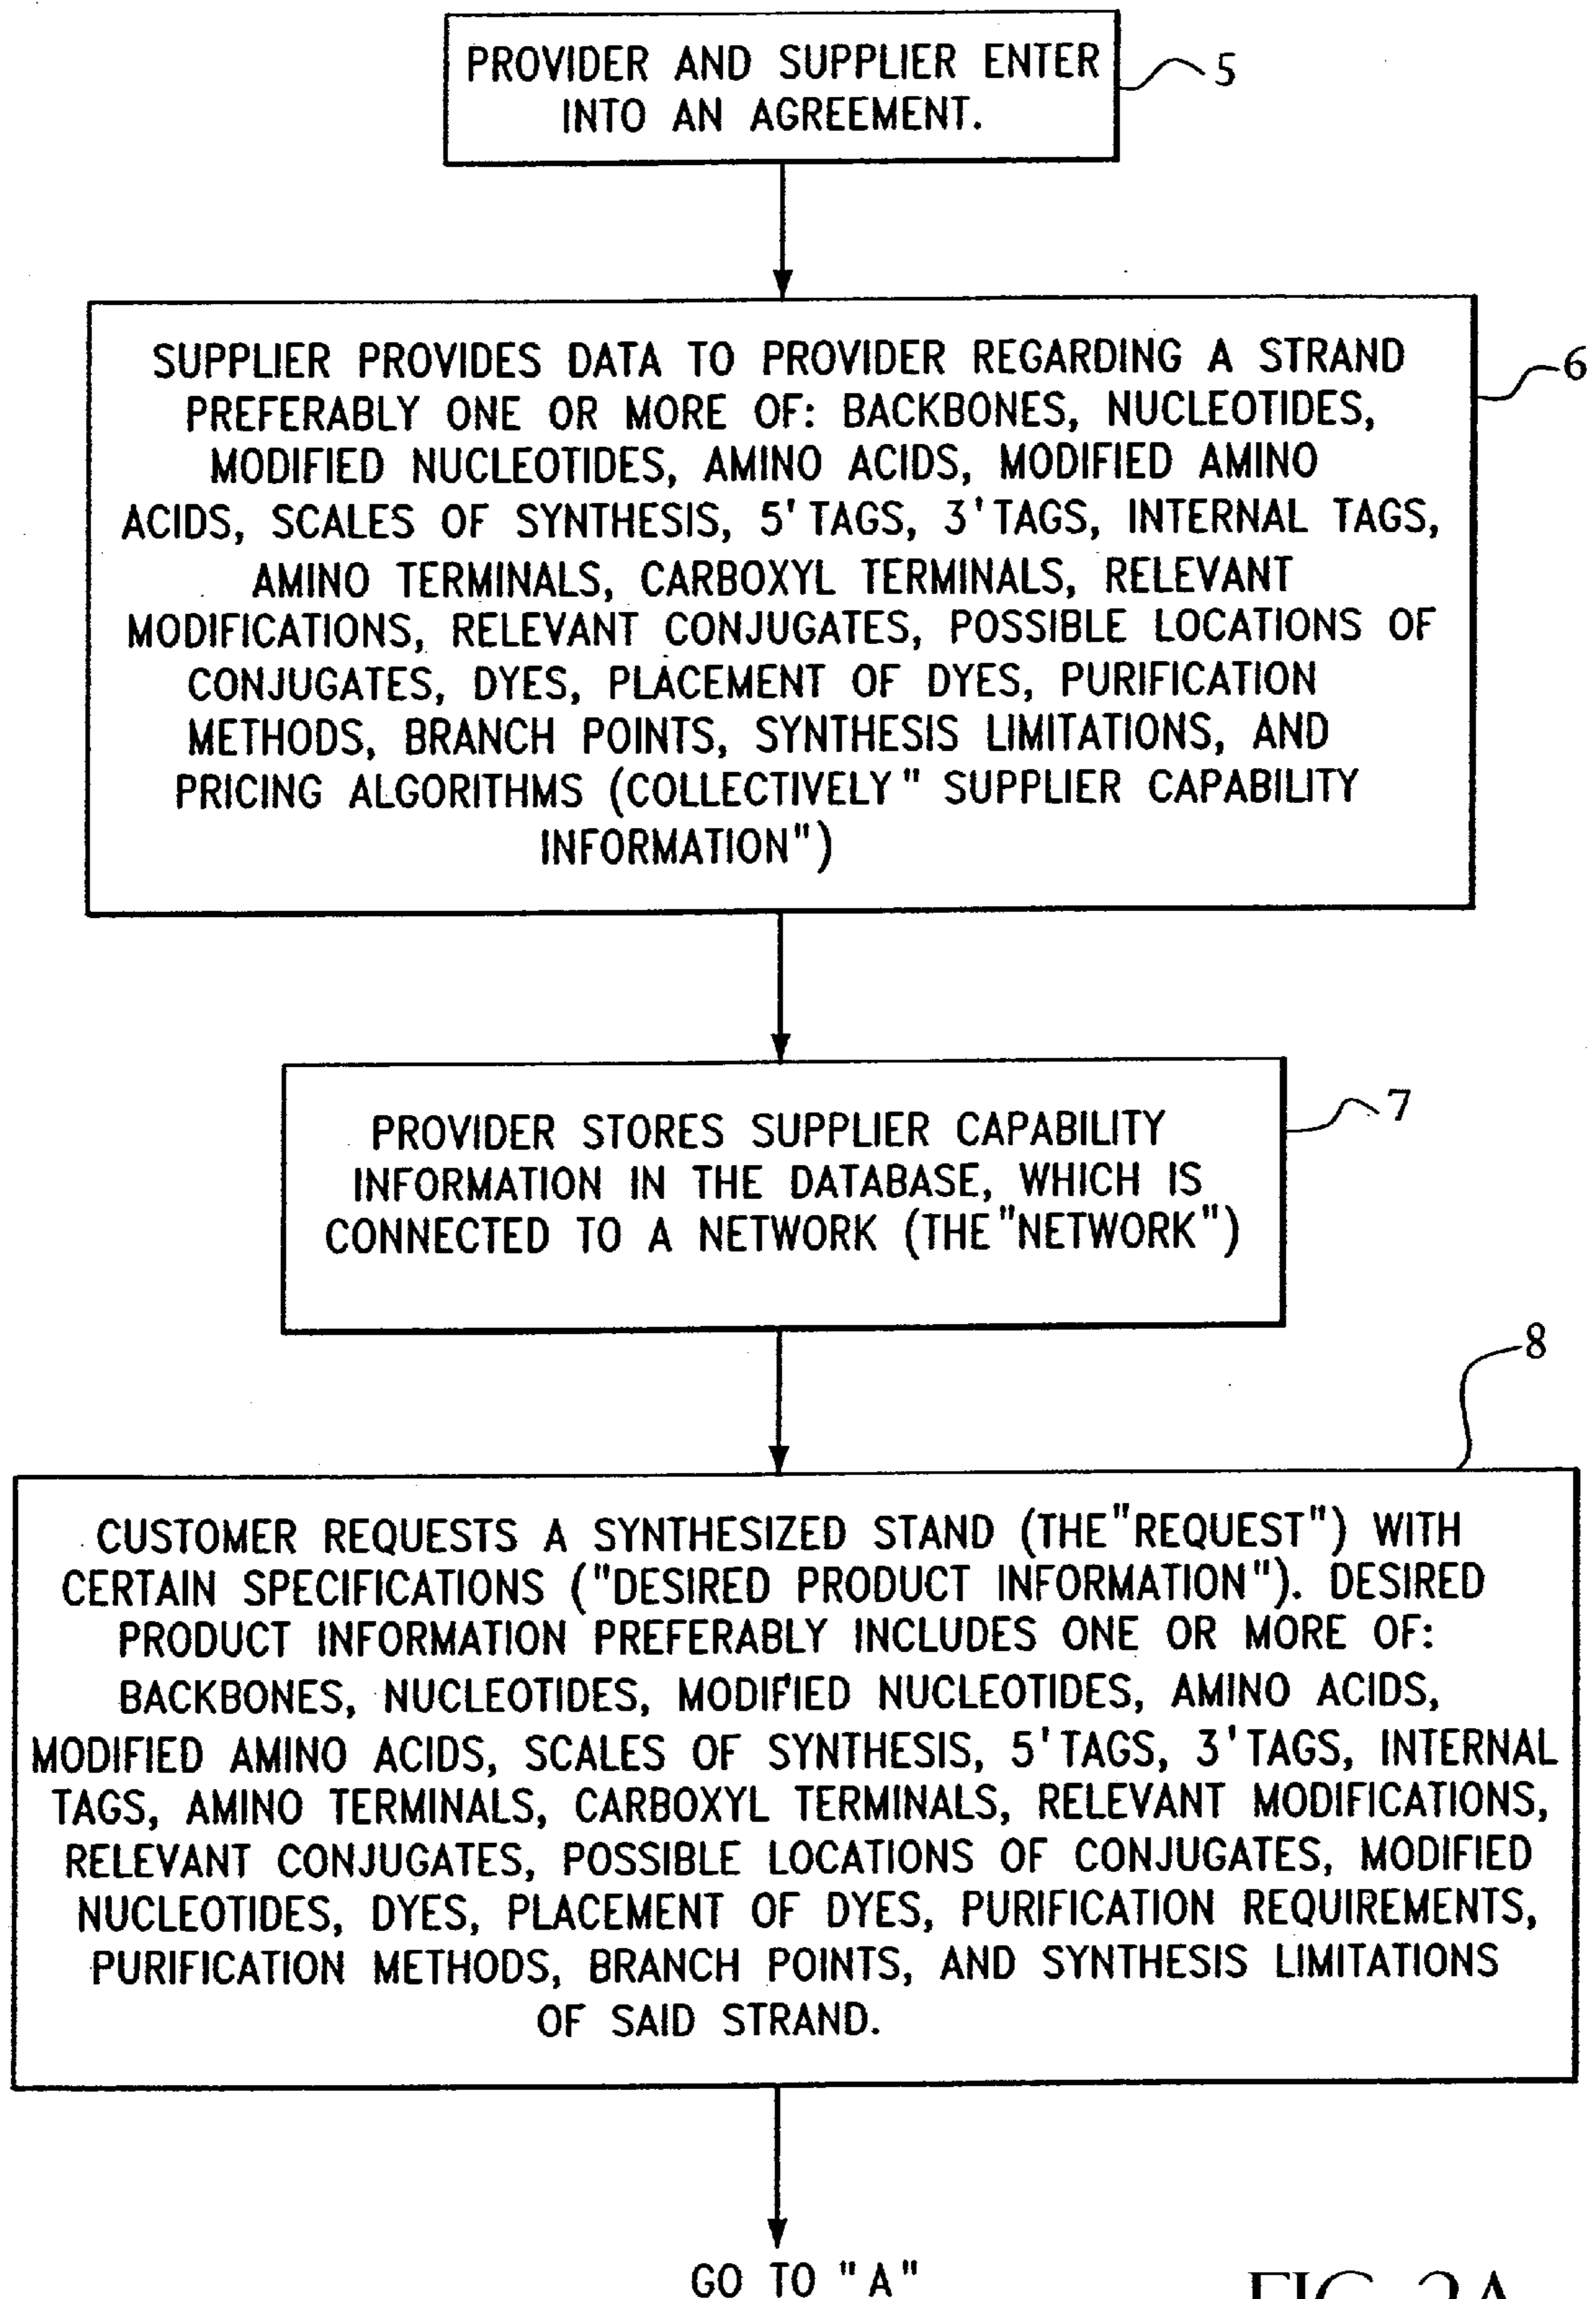 PROVIDER AND SUPPLIER ENTER
INTO AN AGREEMENT.
5
SUPPLIER PROVIDES DATA TO PROVIDER REGARDING A STRAND
PREFERABLY ONE OR MORE OF: BACKBONES, NUCLEOTIDES,
MODIFIED NUCLEOTIDES, AMINO ACIDS, MODIFIED AMINO
ACIDS, SCALES OF SYNTHESIS, 5' TAGS, 3' TAGS, INTERNAL TAGS,
AMINO TERMINALS, CARBOXYL TERMINALS, RELEVANT
MODIFICATIONS, RELEVANT CONJUGATES, POSSIBLE LOCATIONS OF
CONJUGATES, DYES, PLACEMENT OF DYES, PURIFICATION
METHODS, BRANCH POINTS, SYNTHESIS LIMITATIONS, AND
PRICING ALGORITHMS (COLLECTIVELY" SUPPLIER CAPABILITY
INFORMATION")
6
PROVIDER STORES SUPPLIER CAPABILITY
INFORMATION IN THE DATABASE, WHICH IS
CONNECTED TO A NETWORK (THE "NETWORK")
7
8
CUSTOMER REQUESTS A SYNTHESIZED STAND (THE "REQUEST") WITH
CERTAIN SPECIFICATIONS ("DESIRED PRODUCT INFORMATION"). DESIRED
PRODUCT INFORMATION PREFERABLY INCLUDES ONE OR MORE OF:
BACKBONES, NUCLEOTIDES, MODIFIED NUCLEOTIDES, AMINO ACIDS,
MODIFIED AMINO ACIDS, SCALES OF SYNTHESIS, 5' TAGS, 3' TAGS, INTERNAL
TAGS, AMINO TERMINALS, CARBOXYL TERMINALS, RELEVANT MODIFICATIONS,
RELEVANT CONJUGATES, POSSIBLE LOCATIONS OF CONJUGATES, MODIFIED
NUCLEOTIDES, DYES, PLACEMENT OF DYES, PURIFICATION REQUIREMENTS,
PURIFICATION METHODS, BRANCH POINTS, AND SYNTHESIS LIMITATIONS
OF SAID STRAND.
GO TO "A"
FIG. 2A